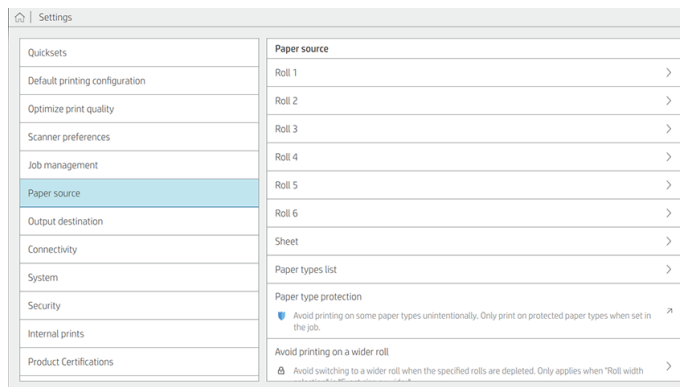 Settings
Quicksets
Default printing configuration
Optimize print quality
Scanner preferences
Job management
Paper source
Output destination
Connectivity
System
Security
Internal prints
Product Certifications
Paper source
Roll 1
Roll 2
Roll 3
Roll 4
Roll 5
Roll 6
Sheet
Paper types list
Paper type protection
Avoid printing on some paper types unintentionally. Only print on protected paper types when set in
the job.
Avoid printing on a wider roll
Avoid switching to a wider roll when the specified rolls are depleted. Only applies when "Roll width